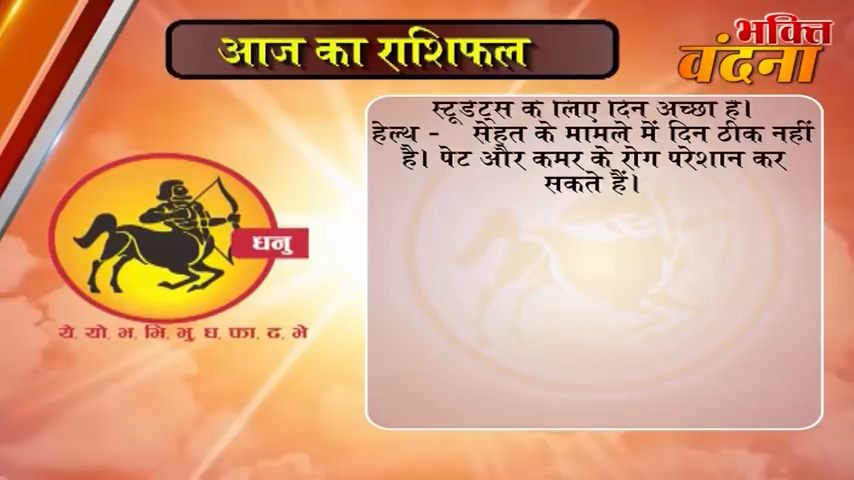 आज का राशिफल
भक्ति
वंदना
स्टूडेंट्स के लिए दिन अच्छा है।
हेल्थ - सेहत के मामले में दिन ठीक नहीं
है। पेट और कमर के रोग परेशान कर
सकते हैं।
धनु
ये, यो, भ, भि, भु, ध, फा, द, भे